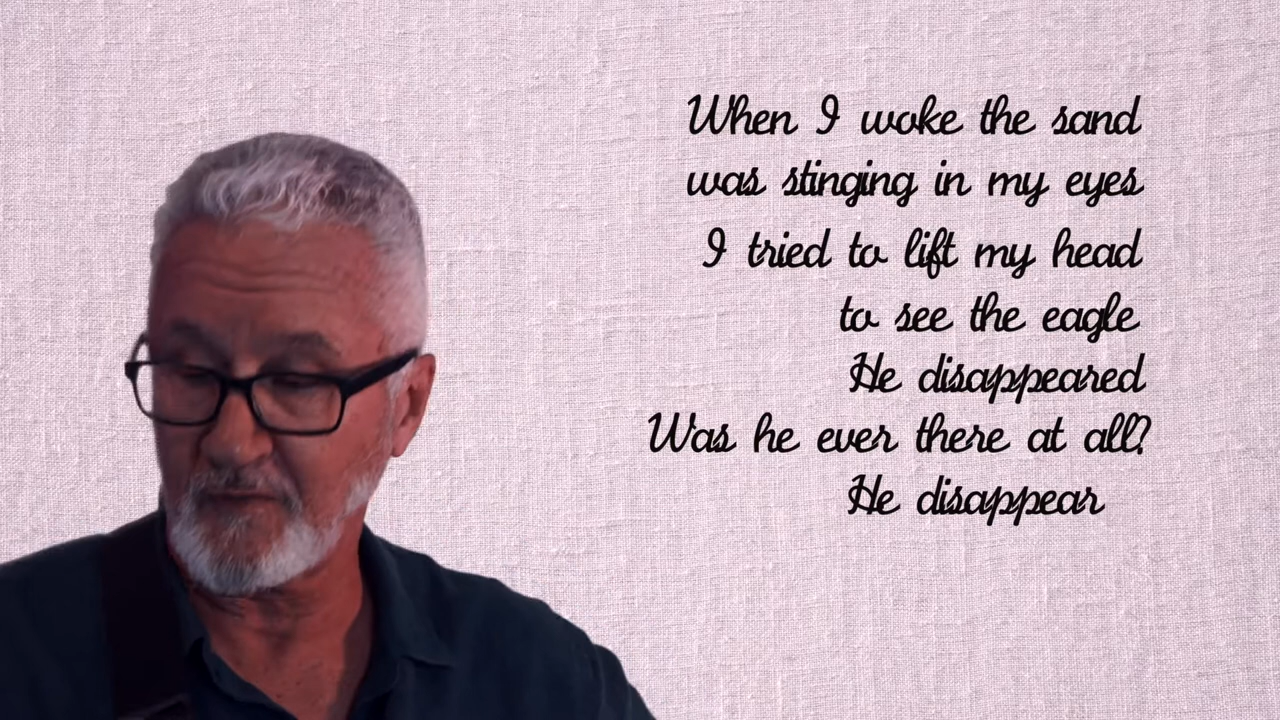 When I woke the sand
was stinging in my eyes
I tried to lift my head
to see the eagle
He disappeared
Was he ever there at all?
He disappear